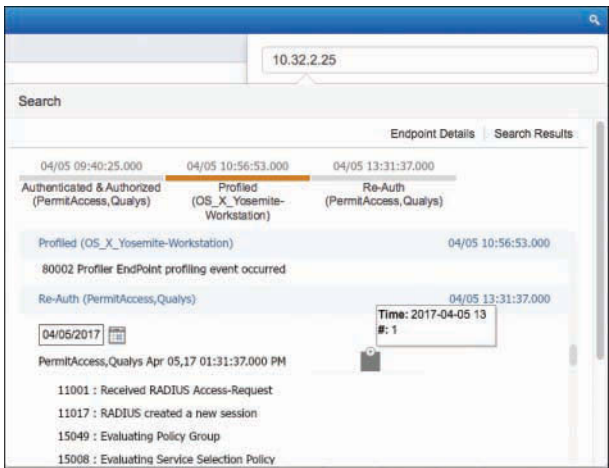 10.32.2.25
Search
Endpoint Details Search Results
04/05 09:40:25.000 04/05 10:56:53.000 04/05 13:31:37.000
Authenticated & Authorized Profiled Re-Auth
(PermitAccess,Qualys) (OS_X_Yosemite- (PermitAccess,Qualys)
Workstation)
Profiled (OS_X_Yosemite-Workstation) 04/05 10:56:53.000
80002 Profiler EndPoint profiling event occurred
Re-Auth (PermitAccess,Qualys) 04/05 13:31:37.000
Time: 2017-04-05 13
#: 1
04/05/2017
PermitAccess,Qualys Apr 05,17 01:31:37.000 PM
11001 : Received RADIUS Access-Request
11017 : RADIUS created a new session
15049 : Evaluating Policy Group
15008 : Evaluating Service Selection Policy